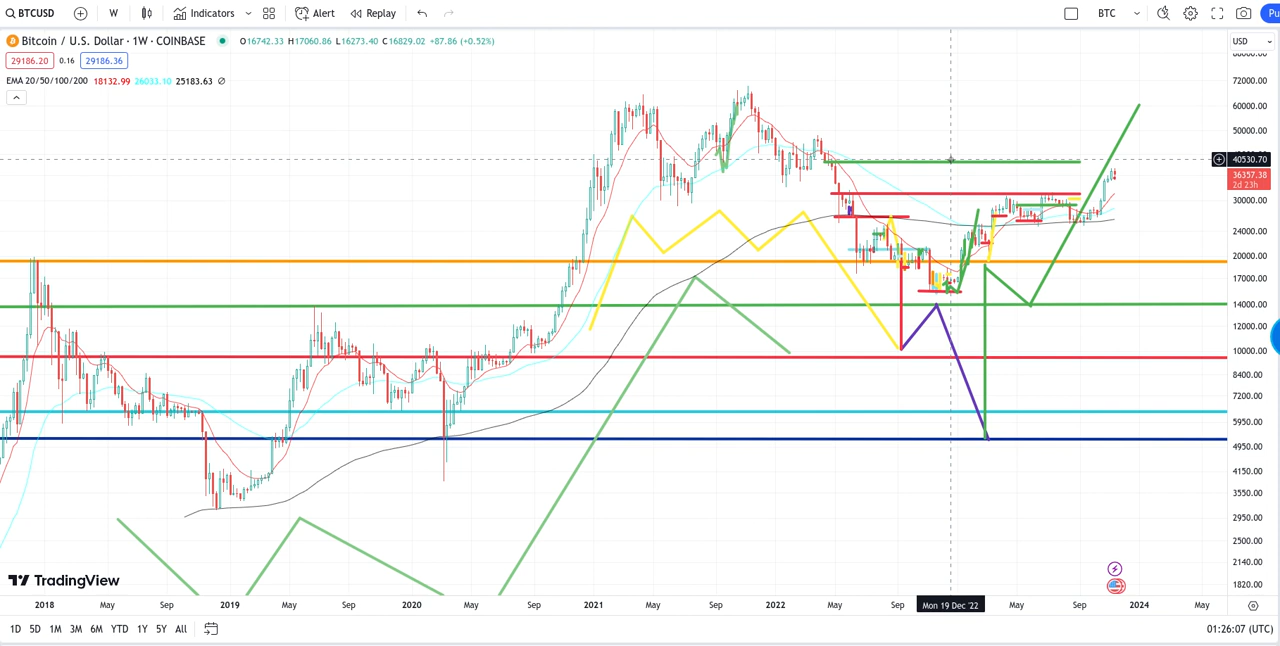 BTCUSD W Indicators Alert Replay BTC Pu
Bitcoin / U.S. Dollar · 1W · COINBASE O16742.33 H17060.86 L16273.40 C16829.02 +87.86 (+0.52%) USD
29186.20 0.16 29186.36
EMA 20/50/100/200 18132.99 26033.10 25183.63 ∅
72000.00
60000.00
50000.00
40530.70
36357.38
2d 23h
30000.00
24000.00
20000.00
17000.00
14000.00
12000.00
10000.00
8400.00
7200.00
5950.00
4950.00
4150.00
3550.00
2950.00
2500.00
2140.00
1820.00
TradingView
2018 May Sep 2019 May Sep 2020 May Sep 2021 May Sep 2022 May Sep Mon 19 Dec '22 May Sep 2024 May
1D 5D 1M 3M 6M YTD 1Y 5Y All 01:26:07 (UTC)